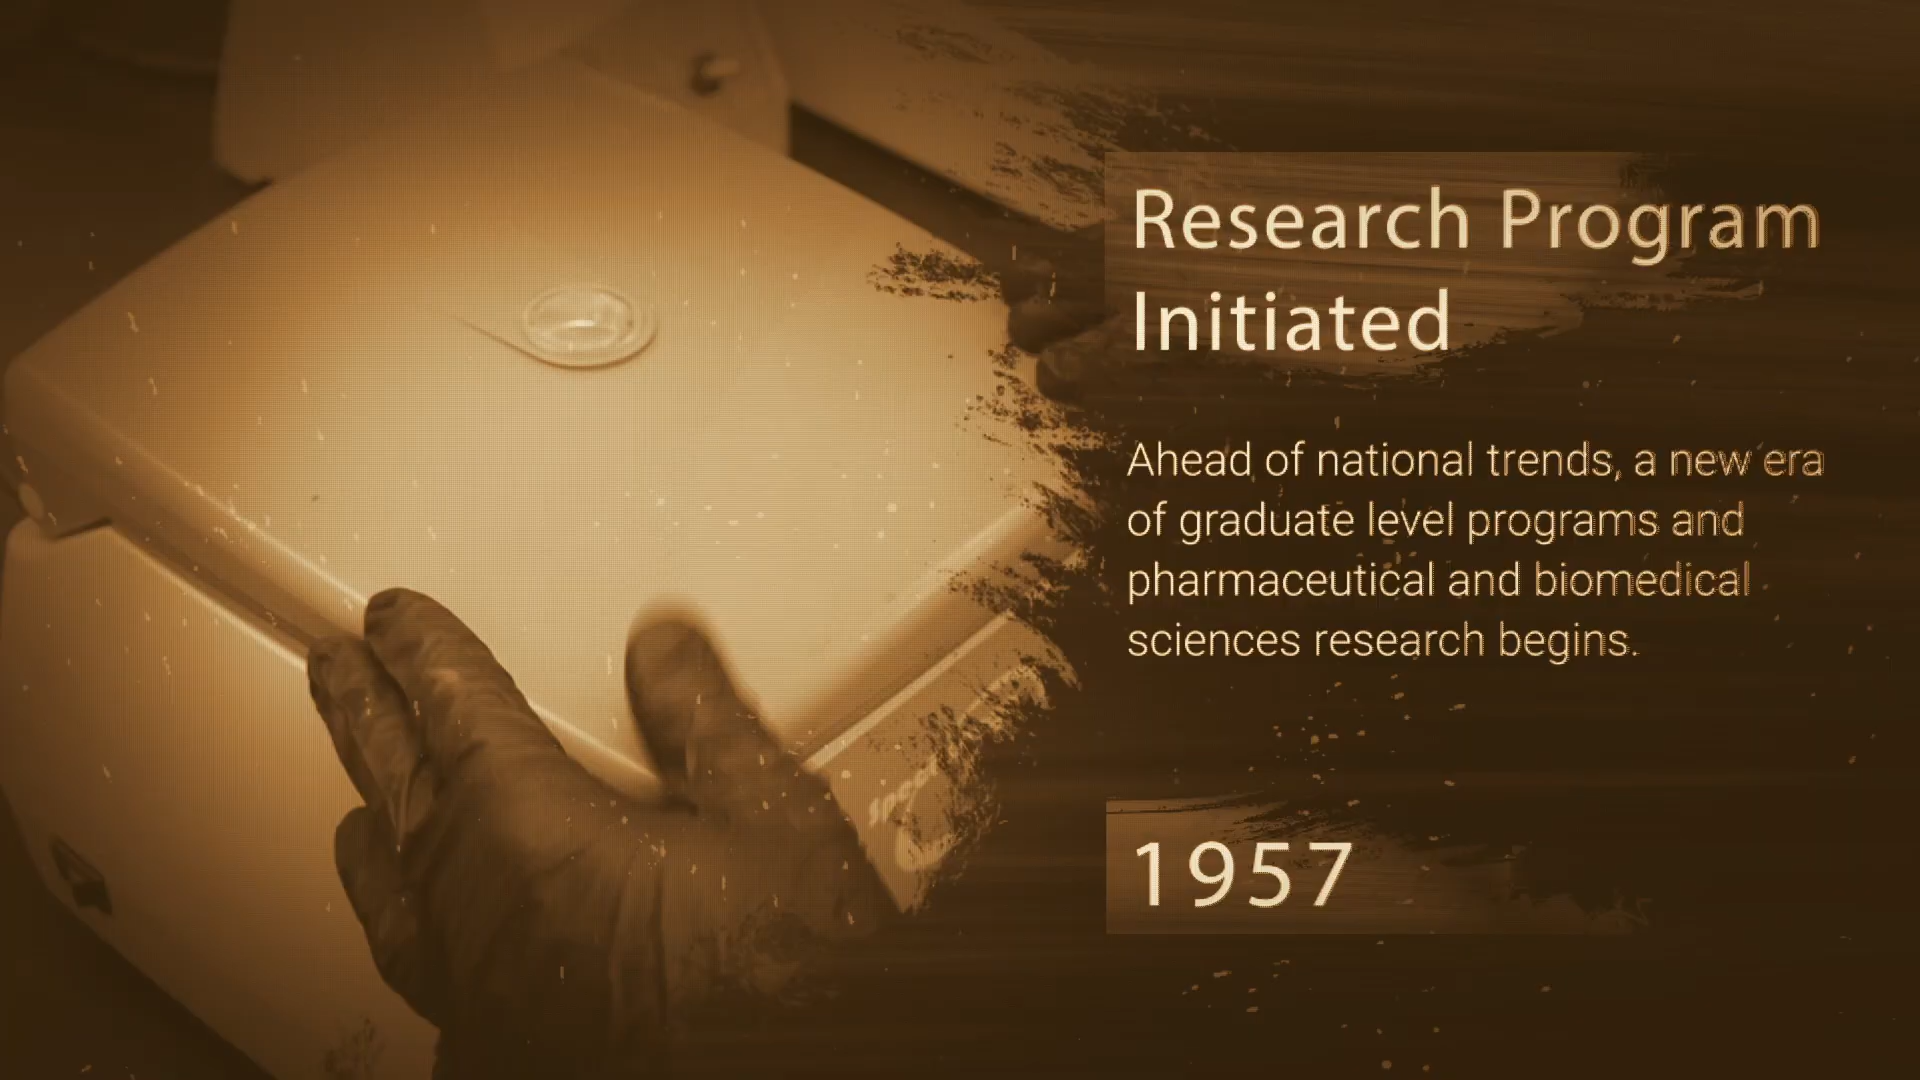 Research Program
Initiated
Ahead of national trends, a new era
of graduate level programs and
pharmaceutical and biomedical
sciences research begins.
1957